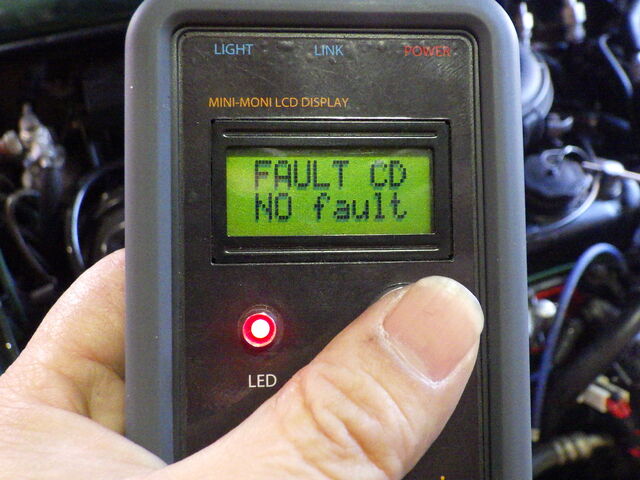 LIGHT LINK POWER
MINI-MONI LCD DISPLAY
FAULT CD
NO fault
LED